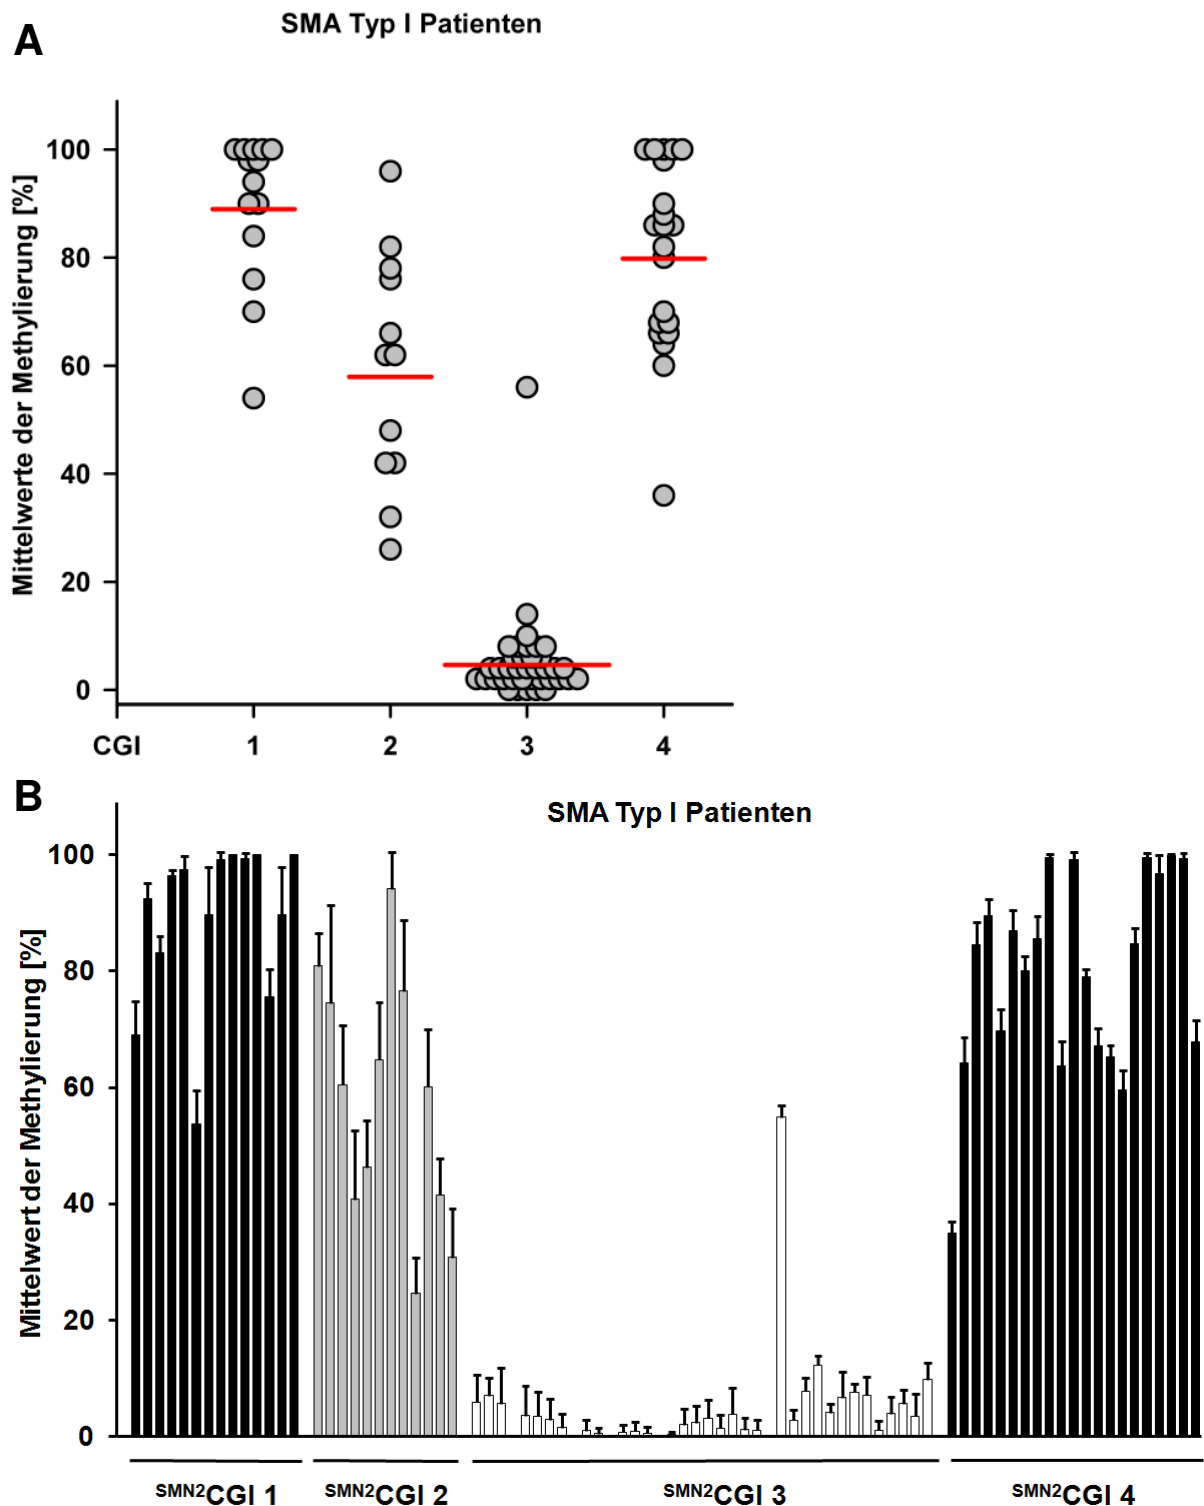 A
SMA Typ I Patienten
Mittelwerte der Methylierung [%]
100
80
60
40
20
0
CGI 1 2 3 4
B
SMA Typ I Patienten
Mittelwert der Methylierung [%]
100
80
60
40
20
0
SMN2CGI 1 SMN2CGI 2 SMN2CGI 3 SMN2CGI 4